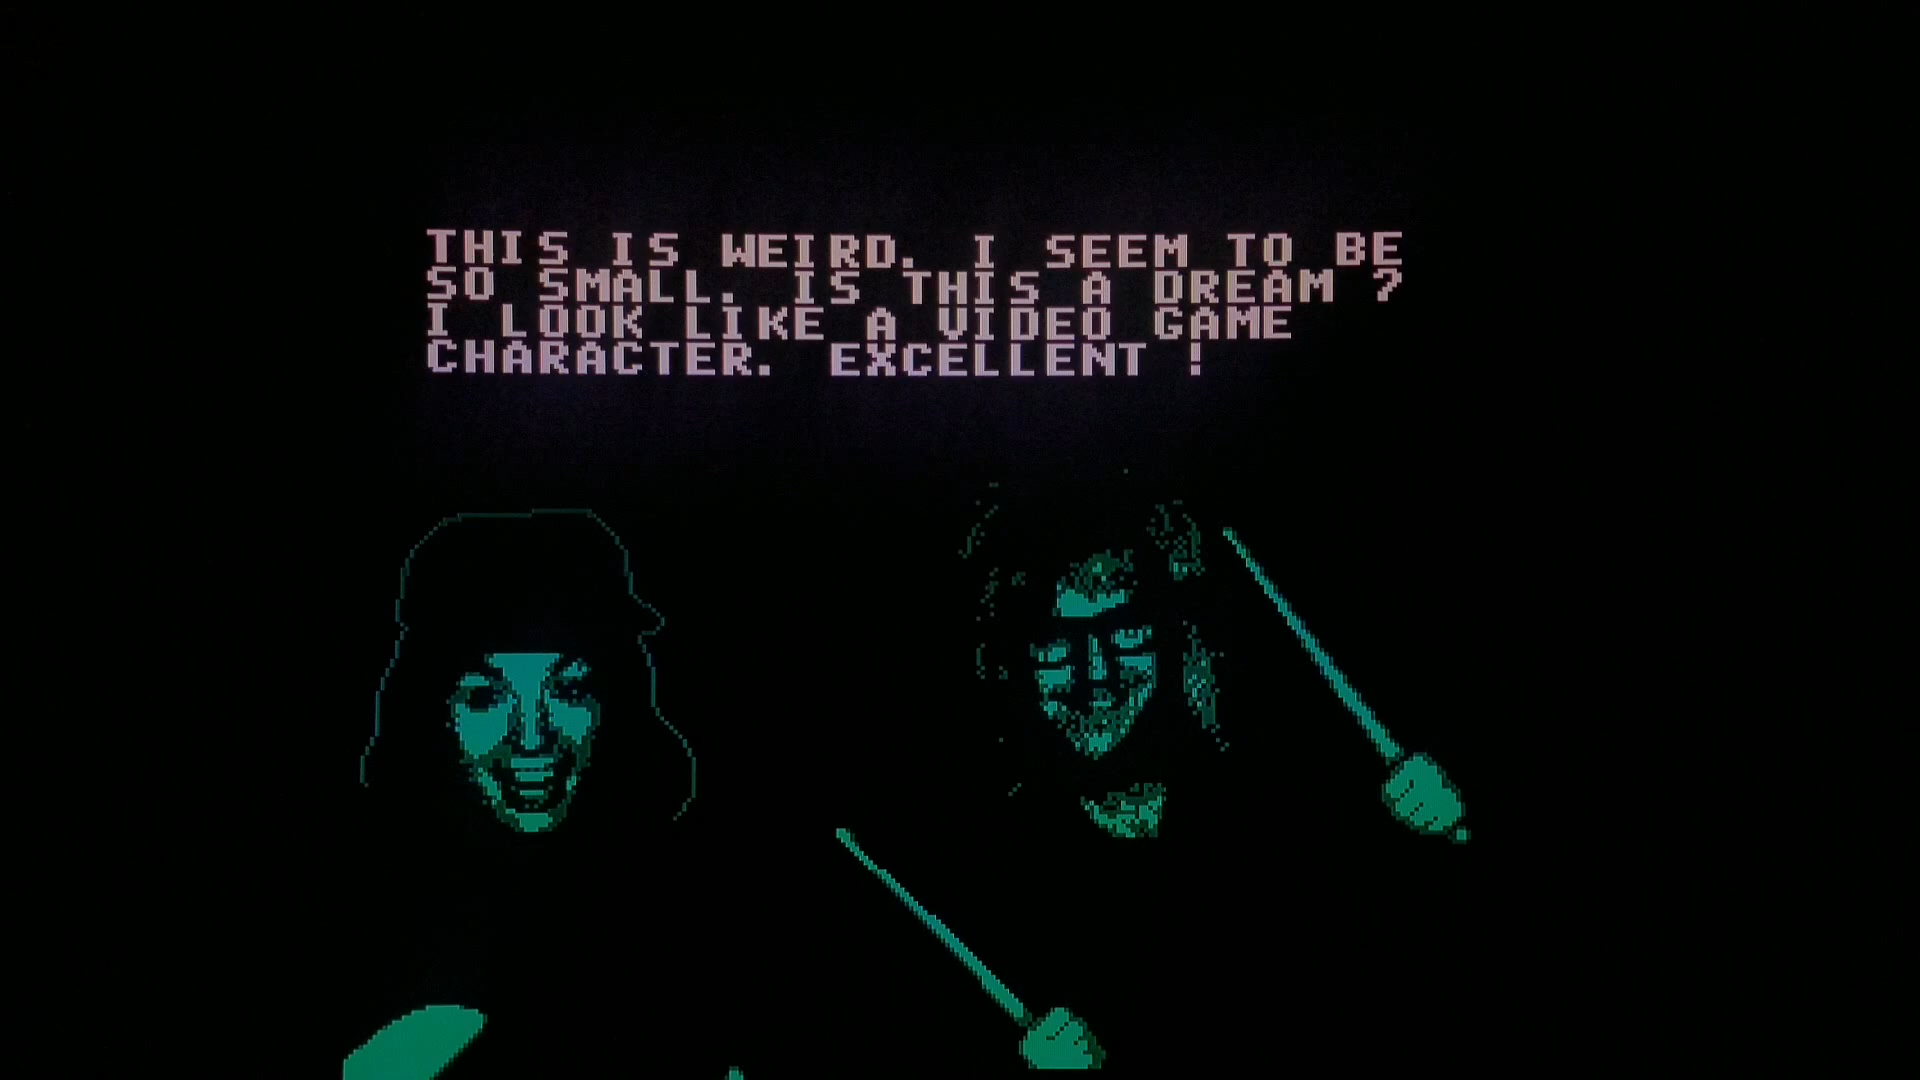 THIS IS WEIRD. I SEEM TO BE
SO SMALL. IS THIS A DREAM ?
I LOOK LIKE A VIDEO GAME
CHARACTER. EXCELLENT !